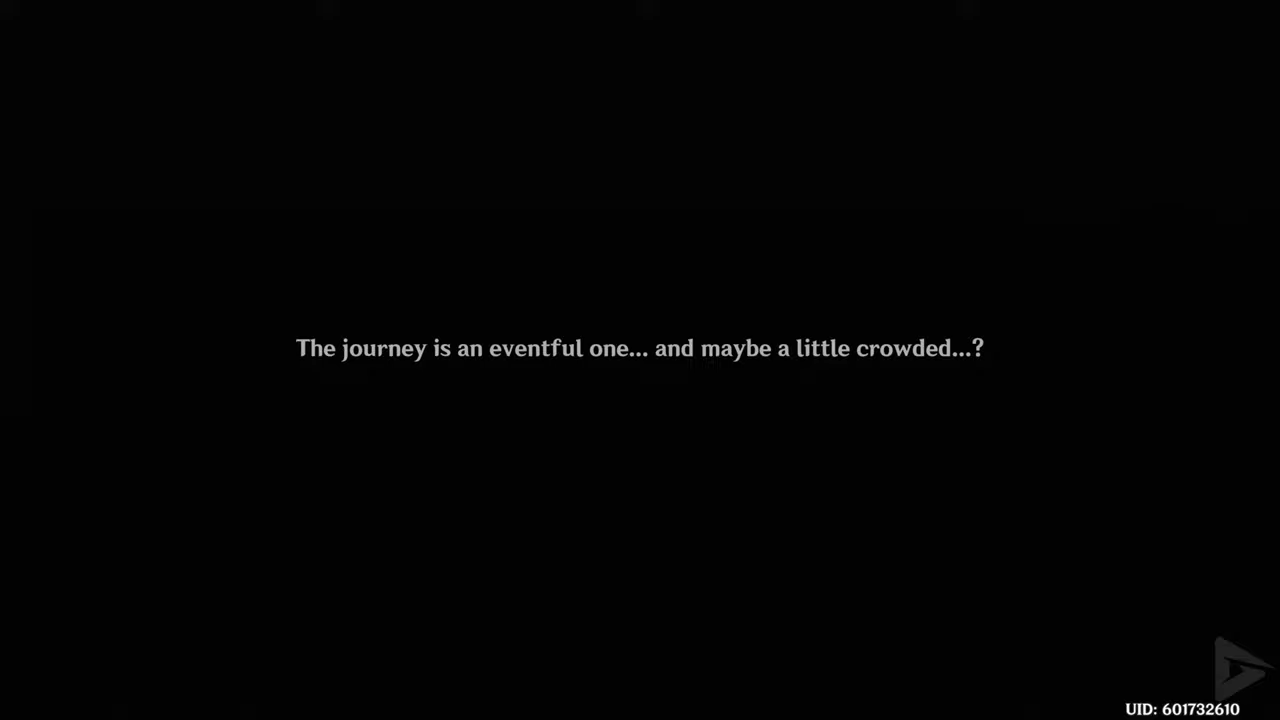 The journey is an eventful one... and maybe a little crowded...?
UID: 601732610